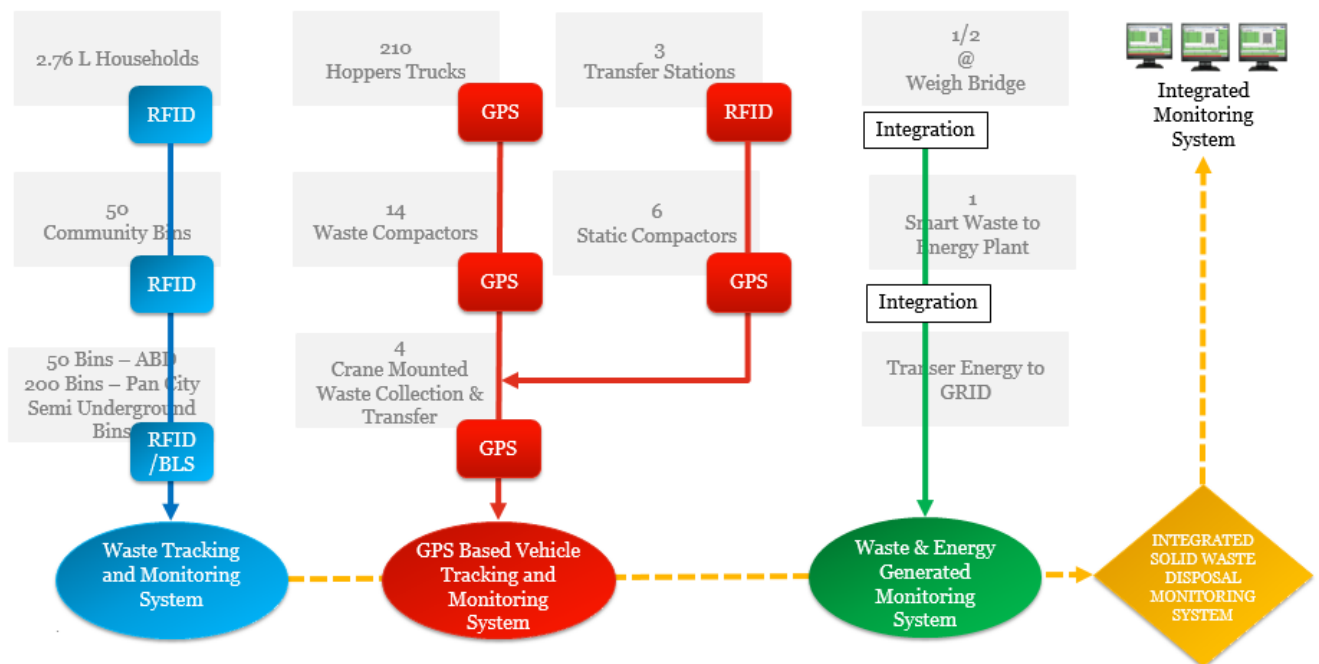 2.76 L Households
RFID
50
Community Bins
RFID
50 Bins – ABD
200 Bins – Pan City
Semi Underground
Bins
RFID
/BLS
Waste Tracking
and Monitoring
System
210
Hoppers Trucks
GPS
14
Waste Compactors
GPS
4
Crane Mounted
Waste Collection &
Transfer
GPS
GPS Based Vehicle
Tracking and
Monitoring
System
3
Transfer Stations
RFID
6
Static Compactors
GPS
1/2
@
Weigh Bridge
Integration
1
Smart Waste to
Energy Plant
Integration
Transer Energy to
GRID
Waste & Energy
Generated
Monitoring
System
Integrated
Monitoring
System
INTEGRATED
SOLID WASTE
DISPOSAL
MONITORING
SYSTEM